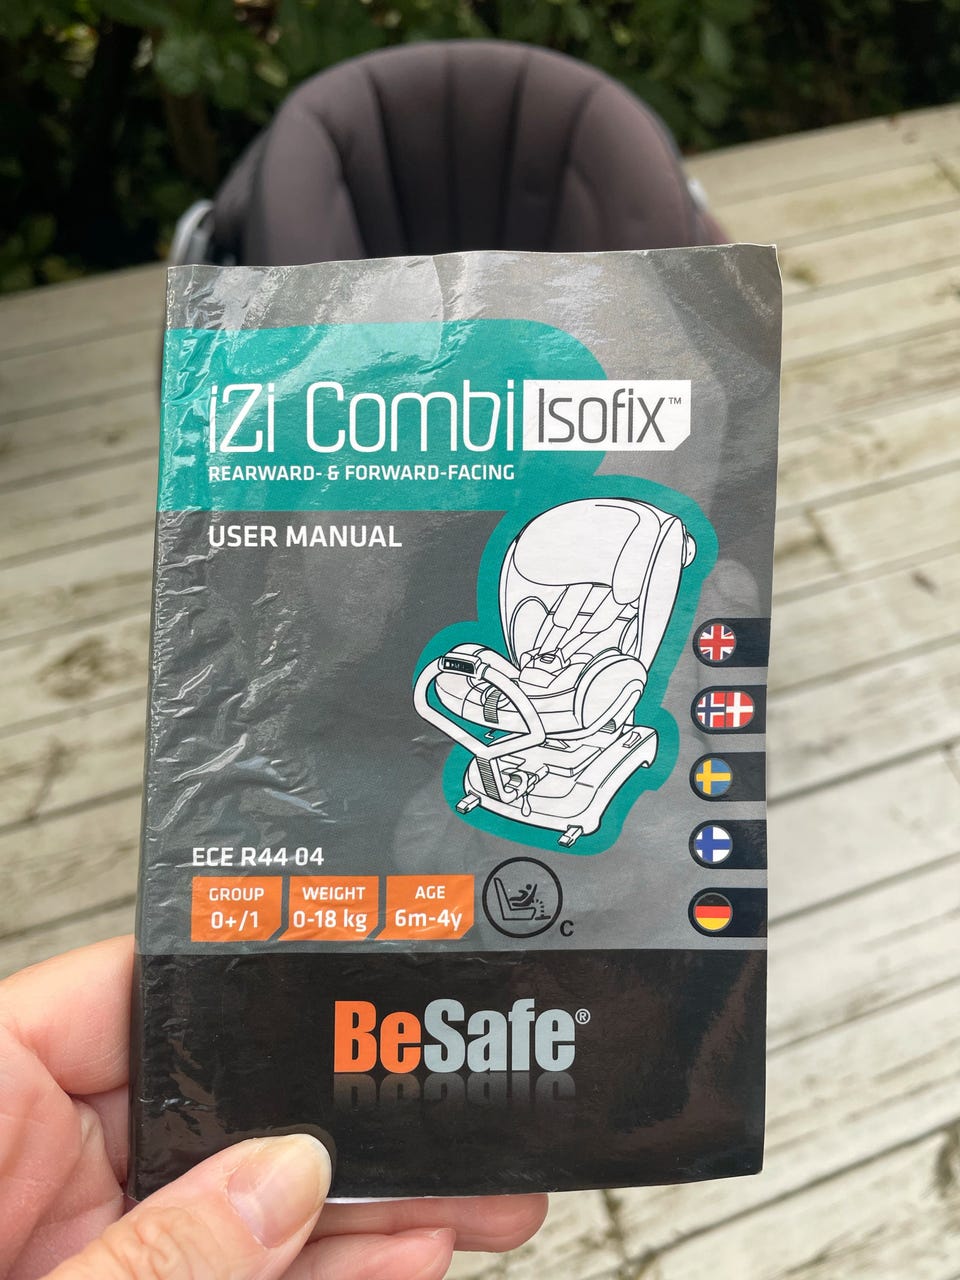 iZi Combi Isofix™
REARWARD- & FORWARD-FACING
USER MANUAL
ECE R44 04
GROUP
0+/1
WEIGHT
0-18 kg
AGE
6m-4y
C
BeSafe®